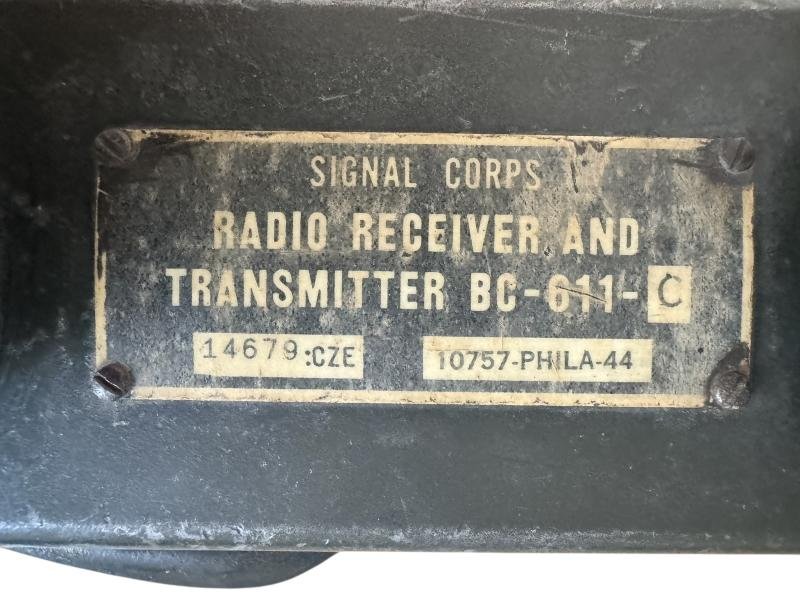 SIGNAL CORPS
RADIO RECEIVER AND
TRANSMITTER BC-611-C
14679:CZE 10757-PHILA-44